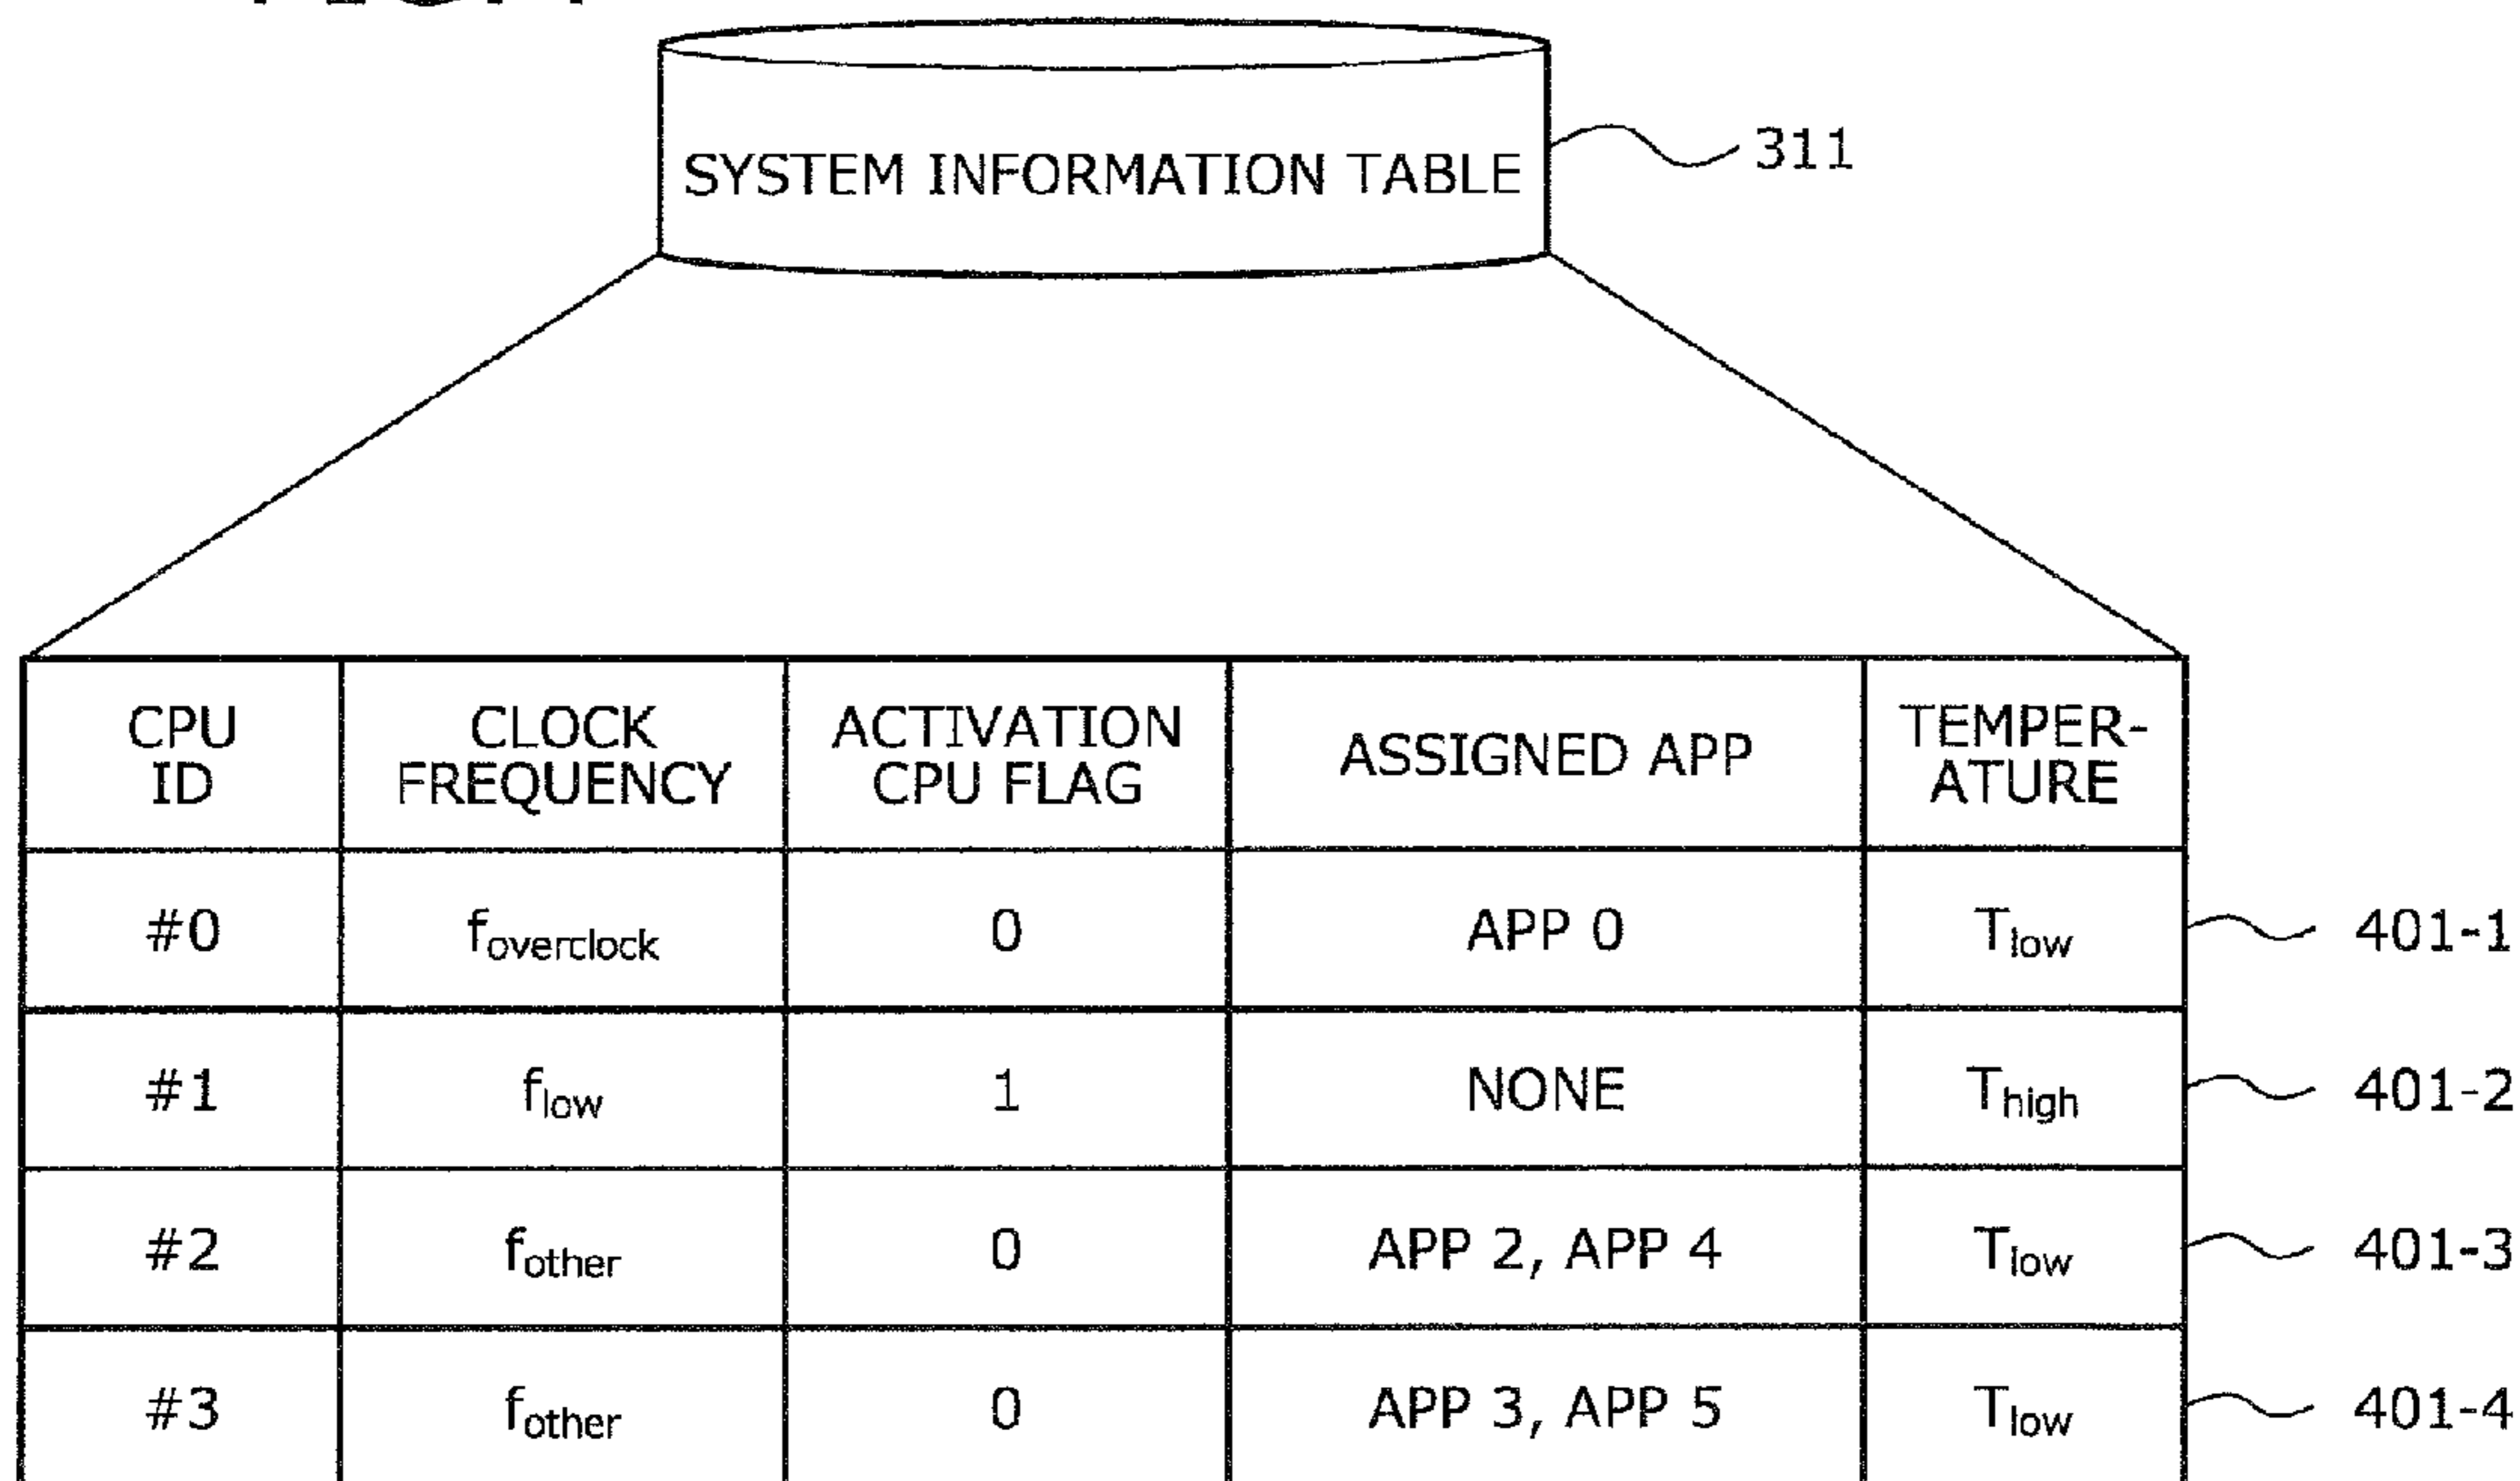 SYSTEM INFORMATION TABLE
311
CPU ID CLOCK FREQUENCY ACTIVATION CPU FLAG ASSIGNED APP TEMPER-ATURE
#0 foverclock 0 APP 0 Tlow 401-1
#1 flow 1 NONE Thigh 401-2
#2 fother 0 APP 2, APP 4 Tlow 401-3
#3 fother 0 APP 3, APP 5 Tlow 401-4